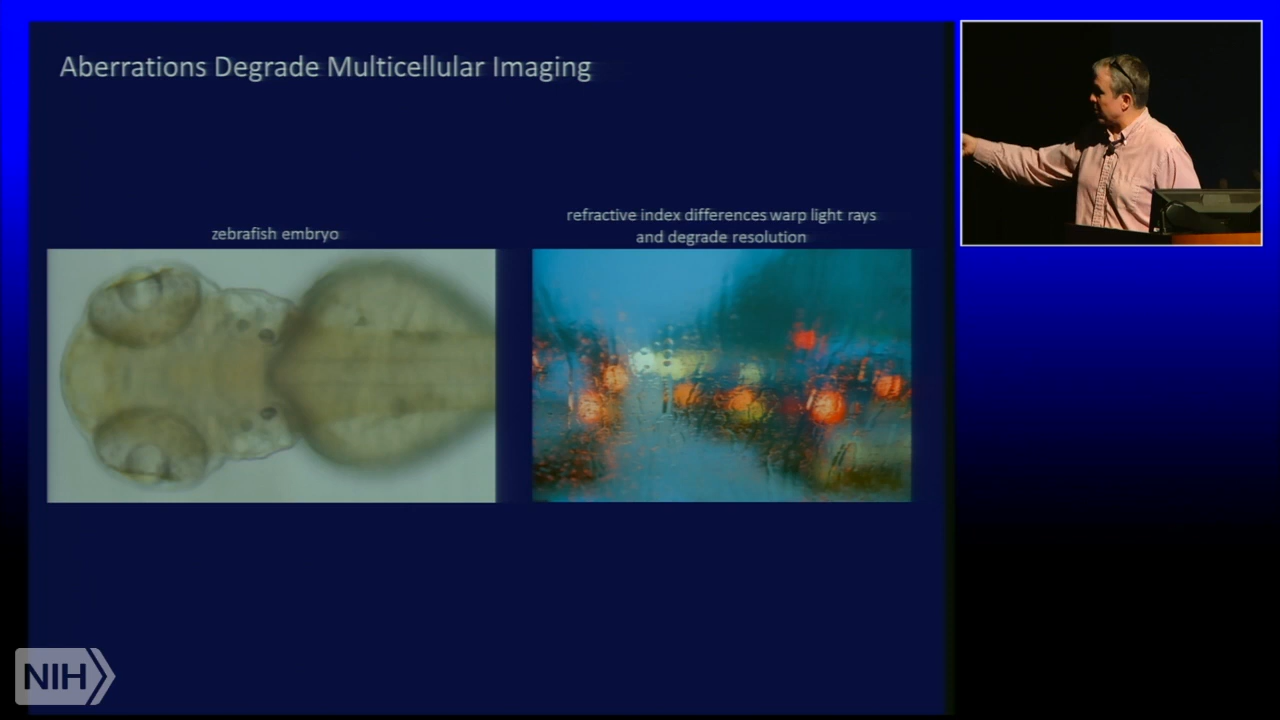 Aberrations Degrade Multicellular Imaging
zebrafish embryo
refractive index differences warp light rays
and degrade resolution
NIH